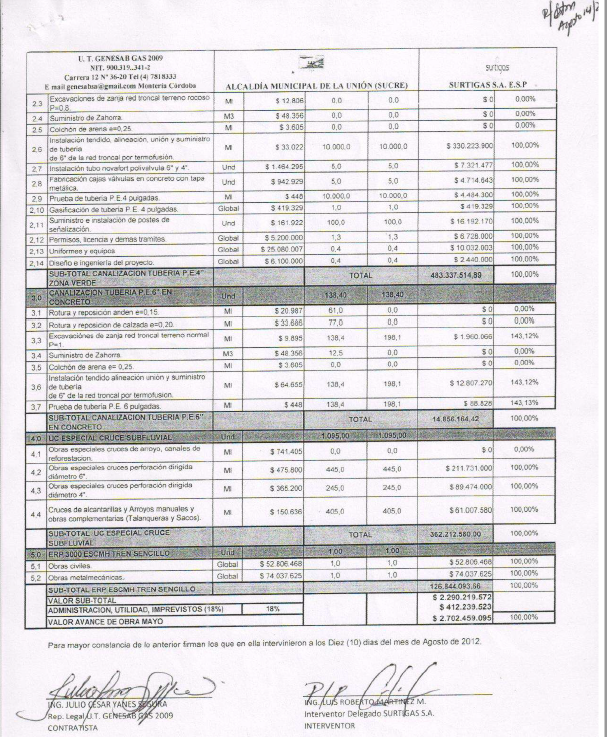 Agosto 14/2
U. T. GENESAB GAS 2009
NIT. 900.319..341-2
Carrera 12 Nº 36-20 Tel (4) 7818333
E mail genesabsa@gmail.com Montería Córdoba
ALCALDÍA MUNICIPAL DE LA UNIÓN (SUCRE)
surtigas
SURTIGAS S.A. E.S.P
2.3 Excavaciones de zanja red troncal terreno rocoso P=0,8. Ml $ 12.806 0,0 0.0 $ 0 0,00%
2.4 Suministro de Zahorra. M3 $ 48.356 0,0 0.0 $ 0 0,00%
2.5 Colchón de arena e=0,25. Ml $ 3.605 0,0 0.0 $ 0 0,00%
2.6 Instalación tendido, alineación, unión y suministro de tuberia de 6" de la red troncal por termofusión. Ml $ 33.022 10.000,0 10.000,0 $ 330.223.900 100,00%
2.7 Instalación tubo novafort polivalvula 6" y 4". Und $ 1.464.295 5,0 5,0 $ 7.321.477 100,00%
2,8 Fabricación cajas válvulas en concreto con tapa metálica. Und $ 942.929 5,0 5,0 $ 4.714.643 100,00%
2.9 Prueba de tubería P.E 4 pulgadas. Ml $ 448 10.000,0 10.000,0 $ 4.484.300 100,00%
2,10 Gasificación de tubería P.E. 4 pulgadas. Global $ 419.329 1,0 1,0 $ 419.329 100,00%
2,11 Suministro e instalación de postes de señalización. Und $ 161.922 100,0 100,0 $ 16.192.170 100,00%
2,12 Permisos, licencia y demas tramites. Global $ 5.200.000 1,3 1,3 $ 6.728.000 100,00%
2,13 Uniformes y equipos Global $ 25.080.007 0,4 0,4 $ 10.032.003 100,00%
2,14 Diseño e Ingeniería del proyecto. Global $ 6.100.000 0,4 0,4 $ 2.440.000 100,00%
SUB-TOTAL CANALIZACION TUBERIA P.E.4" ZONA VERDE TOTAL 483.337.514,89 100,00%
3.0 CANALIZACIÓN TUBERÍA P.E.6" EN CONCRETO Und 138,40 138,40
3.1 Rotura y reposición anden e=0,15. Ml $ 20.987 61,0 0.0 $ 0 0,00%
3.2 Rotura y reposicion de calzada e=0,20. Ml $ 33.686 77,0 0.0 $ 0 0,00%
3.3 Excavaciónes de zanja red troncal terreno normal P=1. Ml $ 9.895 138,4 198,1 $ 1.960.066 143,12%
3.4 Suministro de Zahorra. M3 $ 48.356 12,5 0.0 $ 0 0,00%
3.5 Colchón de arena e= 0,25. Ml $ 3.605 0,0 0.0 $ 0 0,00%
3,6 Instalación tendido alineacion unión y suministro de tuberia de 6" de la red troncal por termofusion. Ml $ 64.655 138,4 198,1 $ 12.807.270 143,12%
3,7 Prueba de tuberia P.E. 6 pulgadas. Ml $ 448 138,4 198,1 $ 88.828 143,13%
SUB-TOTAL CANALIZACION TUBERIA P.E.6" EN CONCRETO TOTAL 14.856.164,42 100,00%
4.0 UC ESPECIAL CRUCE SUBFLUVIAL Und 1.095,00 1.095,00
4.1 Obras especiales cruces de arroyo, canales de reforestacion. Ml $ 741.405 0,0 0.0 $ 0 0,00%
4,2 Obras especiales cruces perforación dirigida diámetro 6". Ml $ 475.800 445,0 445,0 $ 211.731.000 100,00%
4,3 Obras especiales cruces perforación dirigida diámetro 4". Ml $ 365.200 245,0 245,0 $ 89.474.000 100,00%
4.4 Cruces de alcantarillas y Arroyos manuales y obras complementarias (Talanqueras y Sacos). Ml $ 150.636 405,0 405,0 $ 61.007.580 100,00%
SUB-TOTAL UC ESPECIAL CRUCE SUBFLUVIAL TOTAL 362.212.580,00 100,00%
5.0 ERP 3000 ESCMH TREN SENCILLO Und 1,00 1,00
5,1 Obras civiles. Global $ 52.806.468 1,0 1,0 $ 52.806.468 100,00%
5,2 Obras metalmecánicas. Global $ 74.037.625 1,0 1,0 $ 74.037.625 100,00%
SUB-TOTAL ERP ESCMH TREN SENCILLO 126.844.093,56 100,00%
VALOR SUB-TOTAL $ 2.290.219.572
ADMINISTRACION, UTILIDAD, IMPREVISTOS (18%) 18% $ 412.239.523
VALOR AVANCE DE OBRA MAYO $ 2.702.459.095 100,00%
Para mayor constancia de lo anterior firman los que en ella intervinieron a los Diez (10) días del mes de Agosto de 2012.
P/P
ING. JULIO CESAR YANES
ING. LUIS ROBERTO MARTINEZ M.
Rep. Legal U.T. GENESAB GAS 2009
Interventor Delegado SURTIGAS S.A.
CONTRATISTA
INTERVENTOR